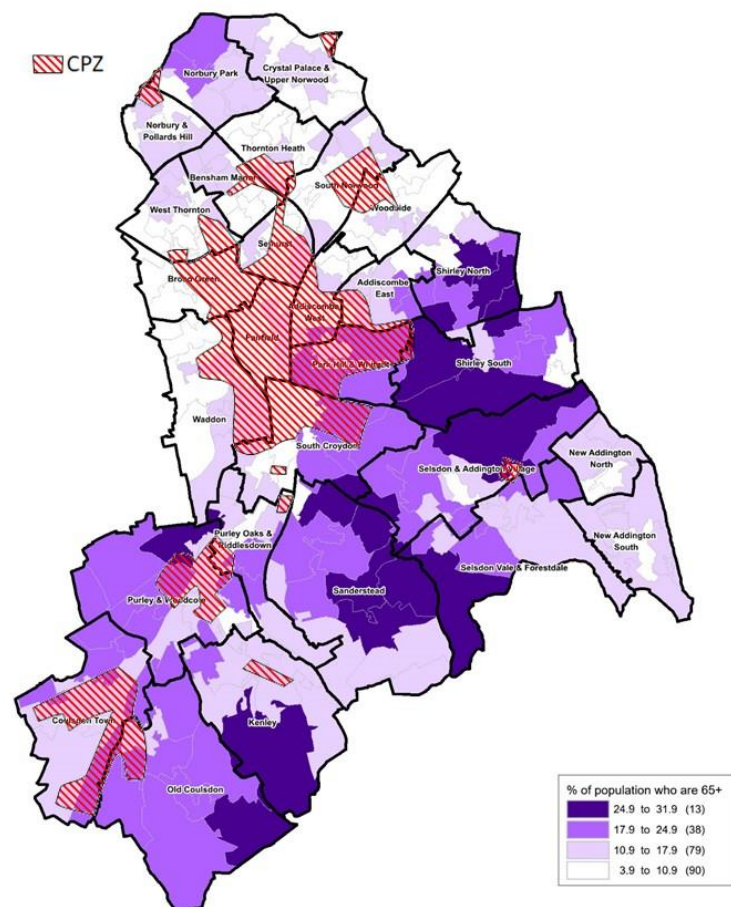 CPZ
Norbury Park
Crystal Palace &
Upper Norwood
Norbury &
Pollards Hill
Thornton Heath
Bensham Manor
South Norwood
Woodside
West Thornton
Selhurst
Shirley North
Broad Green
Addiscombe
East
Addiscombe
West
Fairfield
Park Hill & Whitgift
Shirley South
Waddon
South Croydon
New Addington
North
Selsdon & Addington Village
New Addington
South
Purley Oaks &
Riddlesdown
Selsdon Vale & Forestdale
Sanderstead
Purley & Woodcote
Coulsdon Town
Kenley
Old Coulsdon
% of population who are 65+
24.9 to 31.9 (13)
17.9 to 24.9 (38)
10.9 to 17.9 (79)
3.9 to 10.9 (90)